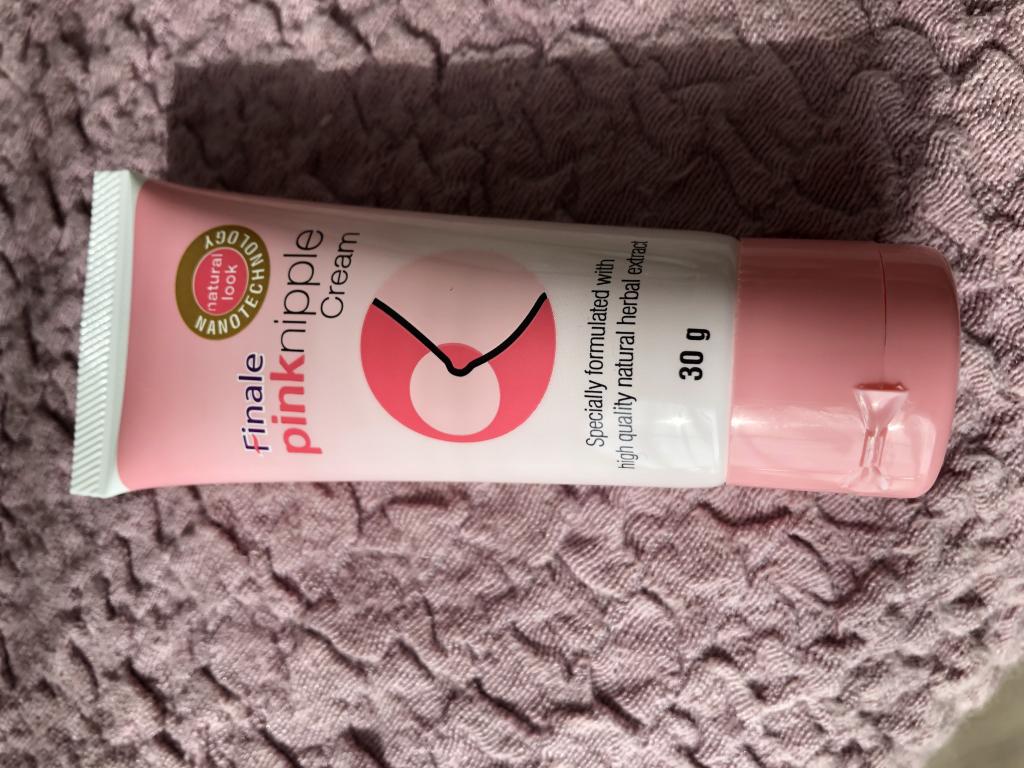 natural
look
NANOTECHNOLOGY
Finale
pinknipple
Cream
Specially formulated with
high quality natural herbal extract
30 g